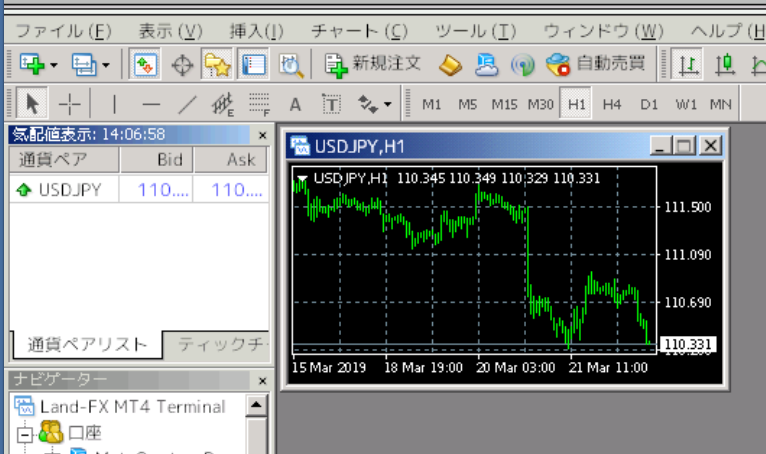 ファイル(F) 表示(V) 挿入(I) チャート(C) ツール(T) ウィンドウ(W) ヘルプ(H
新規注文 自動売買
A T M1 M5 M15 M30 H1 H4 D1 W1 MN
気配値表示: 14:06:58
通貨ペア Bid Ask
USDJPY 110.... 110....
通貨ペアリスト ティックチ
ナビゲーター
Land-FX MT4 Terminal
口座
USDJPY,H1
USDJPY,H1 110.345 110.349 110.329 110.331
111.500
111.090
110.690
110.331
15 Mar 2019 18 Mar 19:00 20 Mar 03:00 21 Mar 11:00